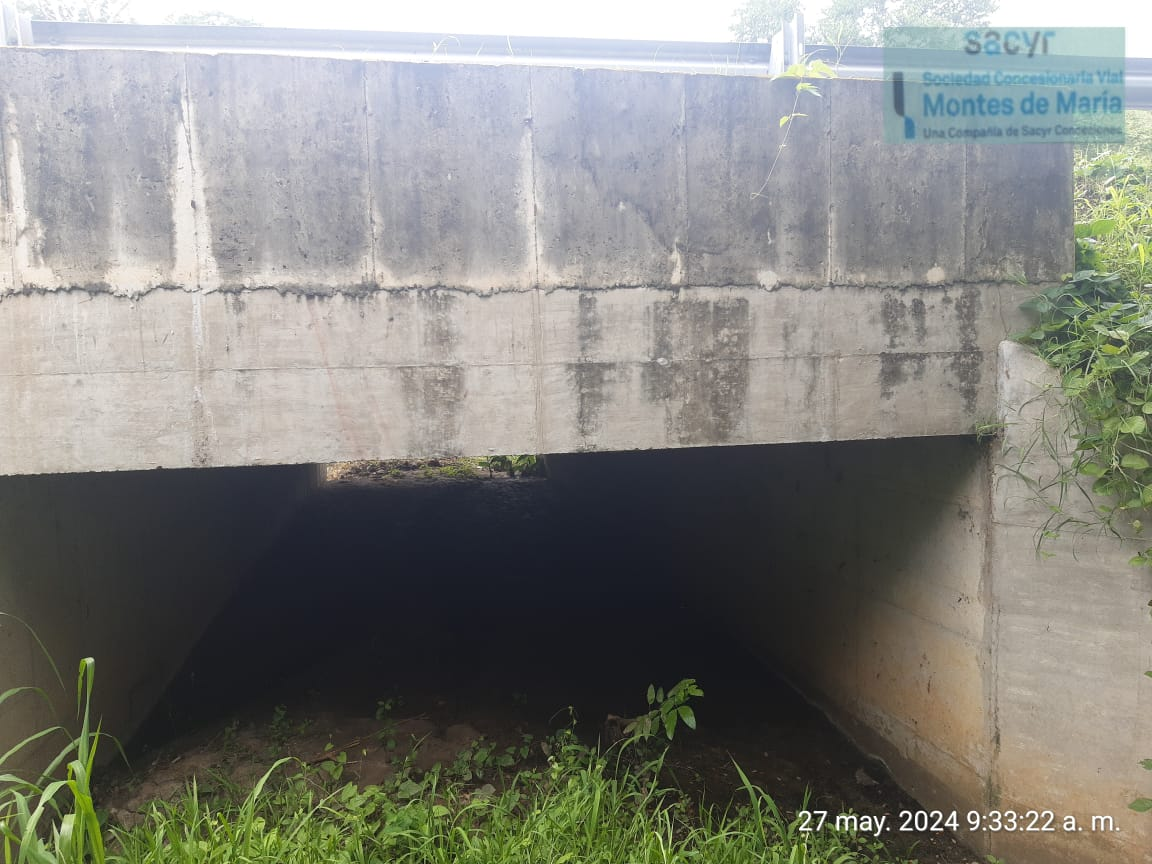 sacyr
Sociedad Concesionaria Vial
Montes de María
Una Compañía de Sacyr Concesiones
27 may. 2024 9:33:22 a. m.